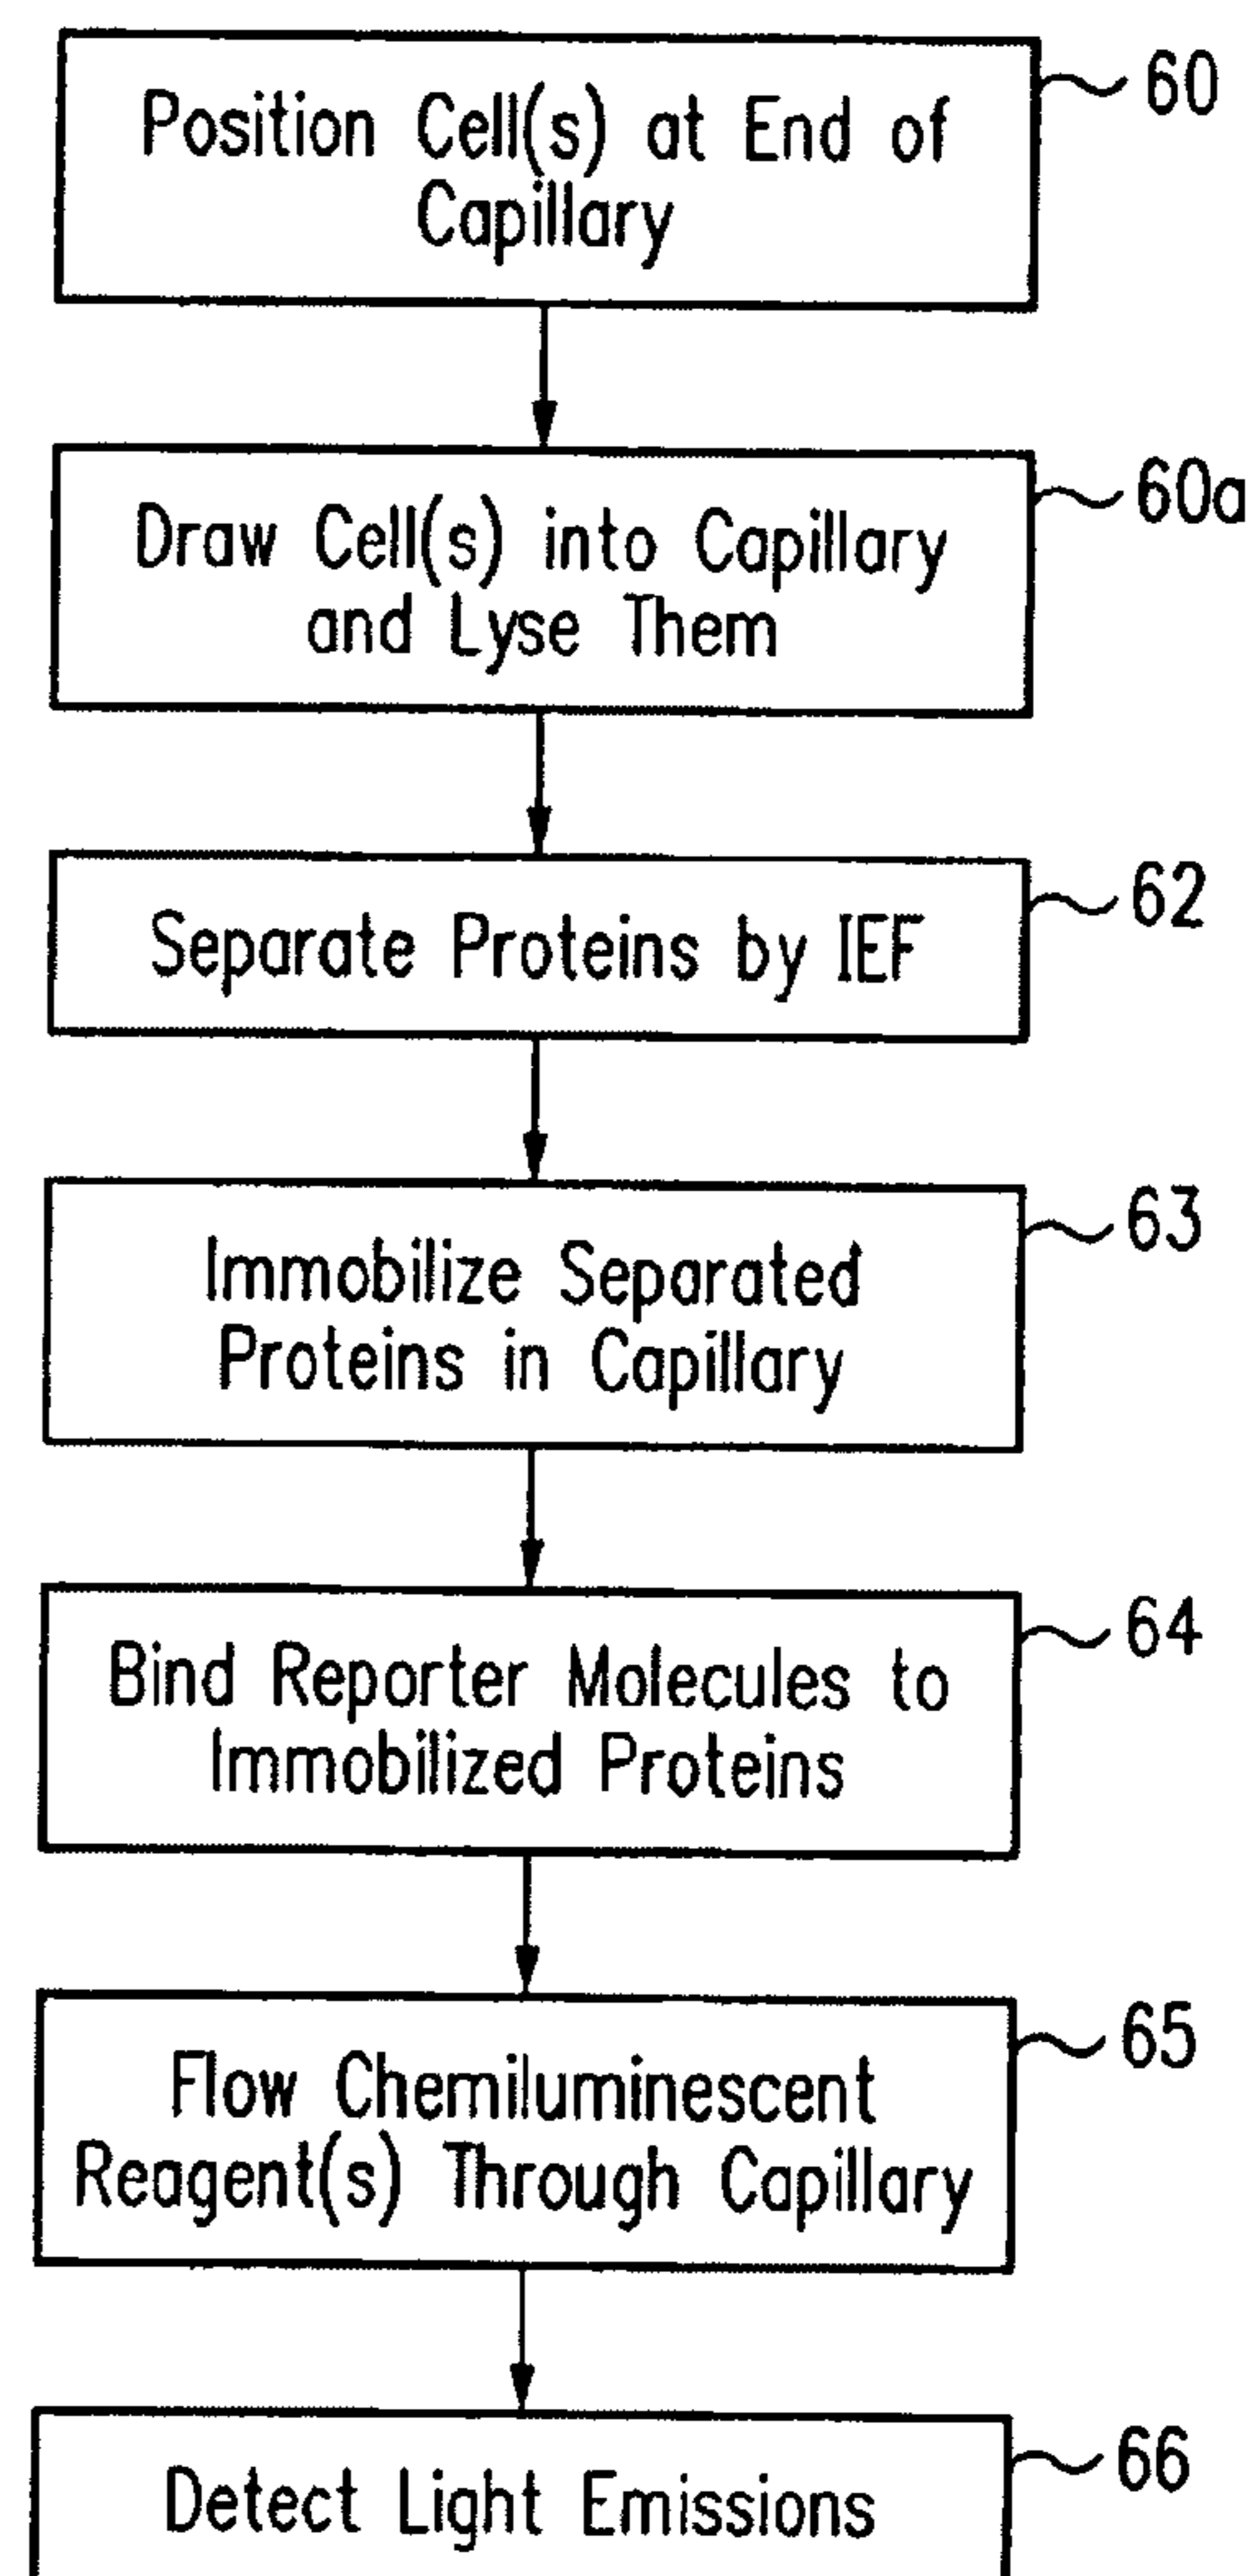 Position Cell(s) at End of
Capillary
60
Draw Cell(s) into Capillary
and Lyse Them
60a
Separate Proteins by IEF
62
Immobilize Separated
Proteins in Capillary
63
Bind Reporter Molecules to
Immobilized Proteins
64
Flow Chemiluminescent
Reagent(s) Through Capillary
65
Detect Light Emissions
66